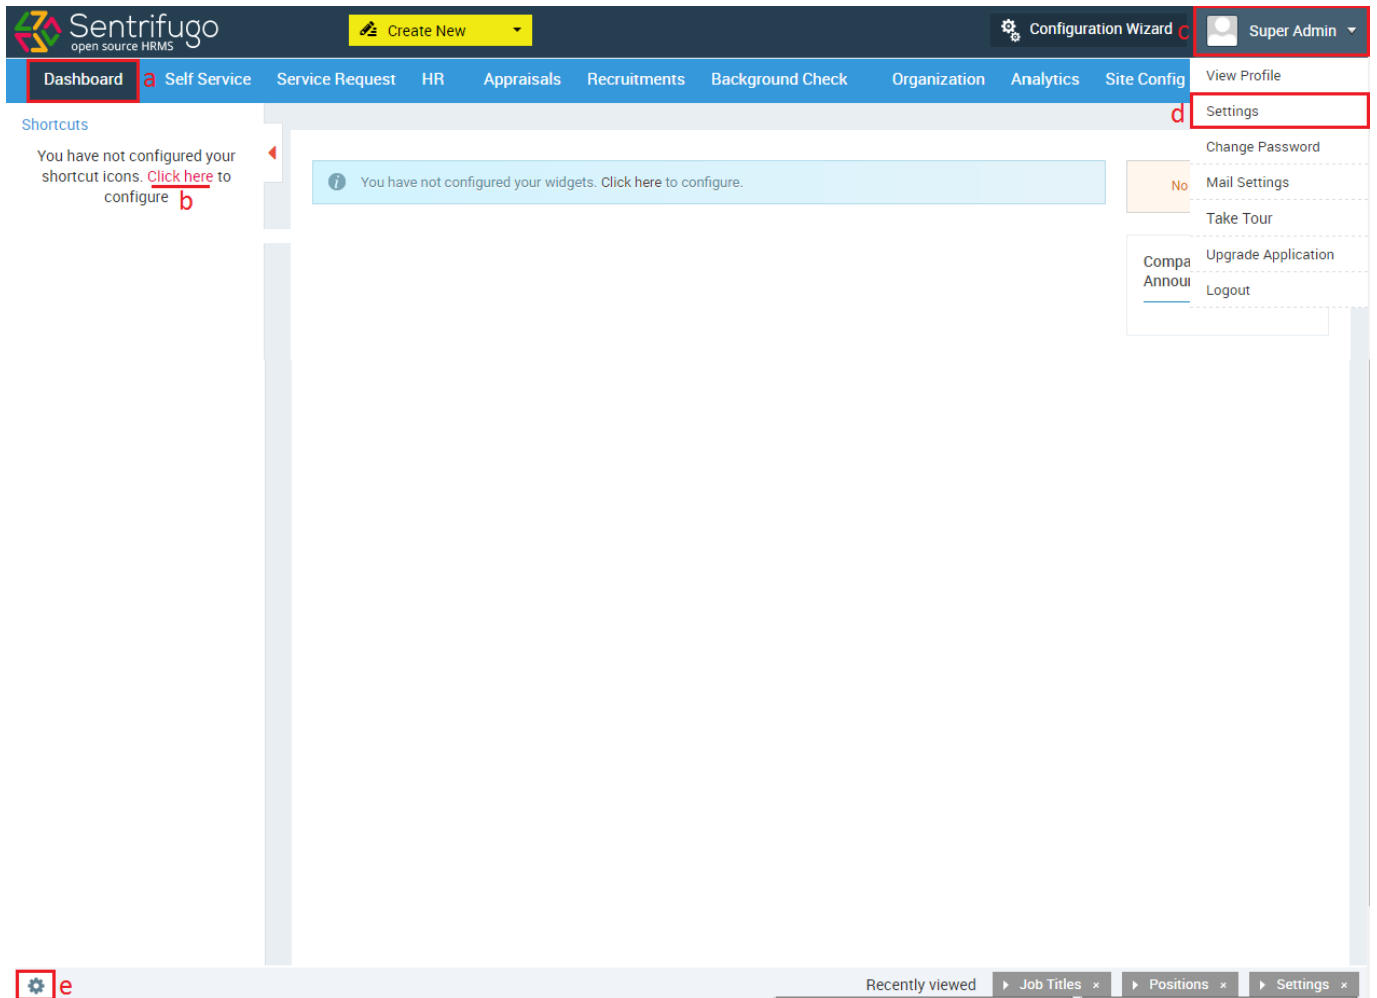 Sentrifugo
open source HRMS
Create New
Configuration Wizard
c
Super Admin
Dashboard
a
Self Service
Service Request
HR
Appraisals
Recruitments
Background Check
Organization
Analytics
Site Config
View Profile
d
Settings
Change Password
Mail Settings
Take Tour
Upgrade Application
Logout
Shortcuts
You have not configured your
shortcut icons. Click here to
configure
b
You have not configured your widgets. Click here to configure.
No
Compa
Annou
e
Recently viewed
Job Titles ×
Positions ×
Settings ×